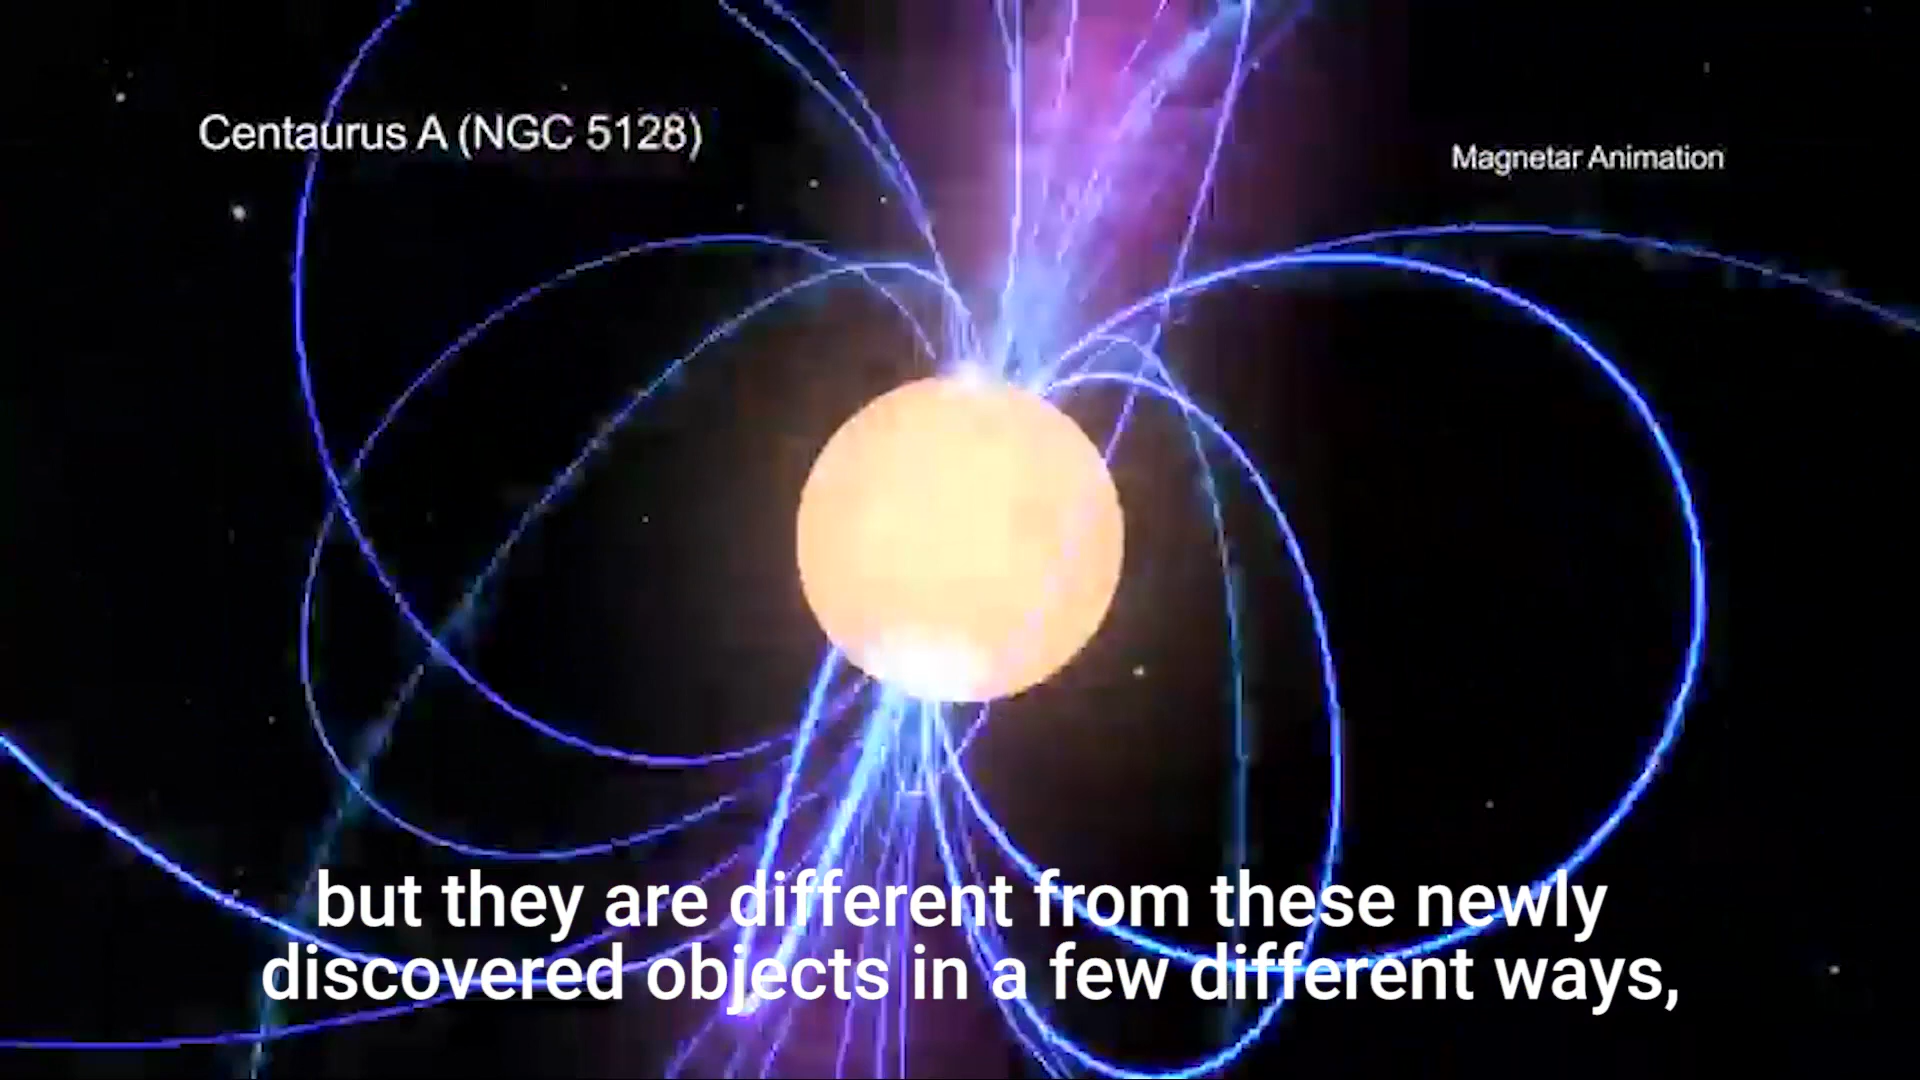 Centaurus A (NGC 5128)
Magnetar Animation
but they are different from these newly
discovered objects in a few different ways,